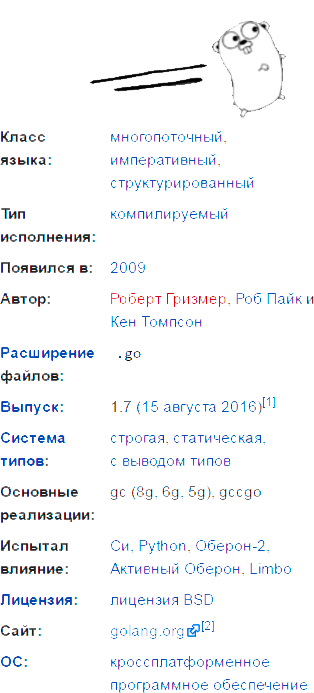 Класс многопоточный,
языка: императивный,
структурированный
Тип компилируемый
исполнения:
Появился в: 2009
Автор: Роберт Гризмер, Роб Пайк и
Кен Томпсон
Расширение .go
файлов:
Выпуск: 1.7 (15 августа 2016)[1]
Система строгая, статическая,
типов: с выводом типов
Основные gc (8g, 6g, 5g), gccgo
реализации:
Испытал Си, Python, Оберон-2,
влияние: Активный Оберон, Limbo
Лицензия: лицензия BSD
Сайт: golang.org[2]
ОС: кроссплатформенное
программное обеспечение